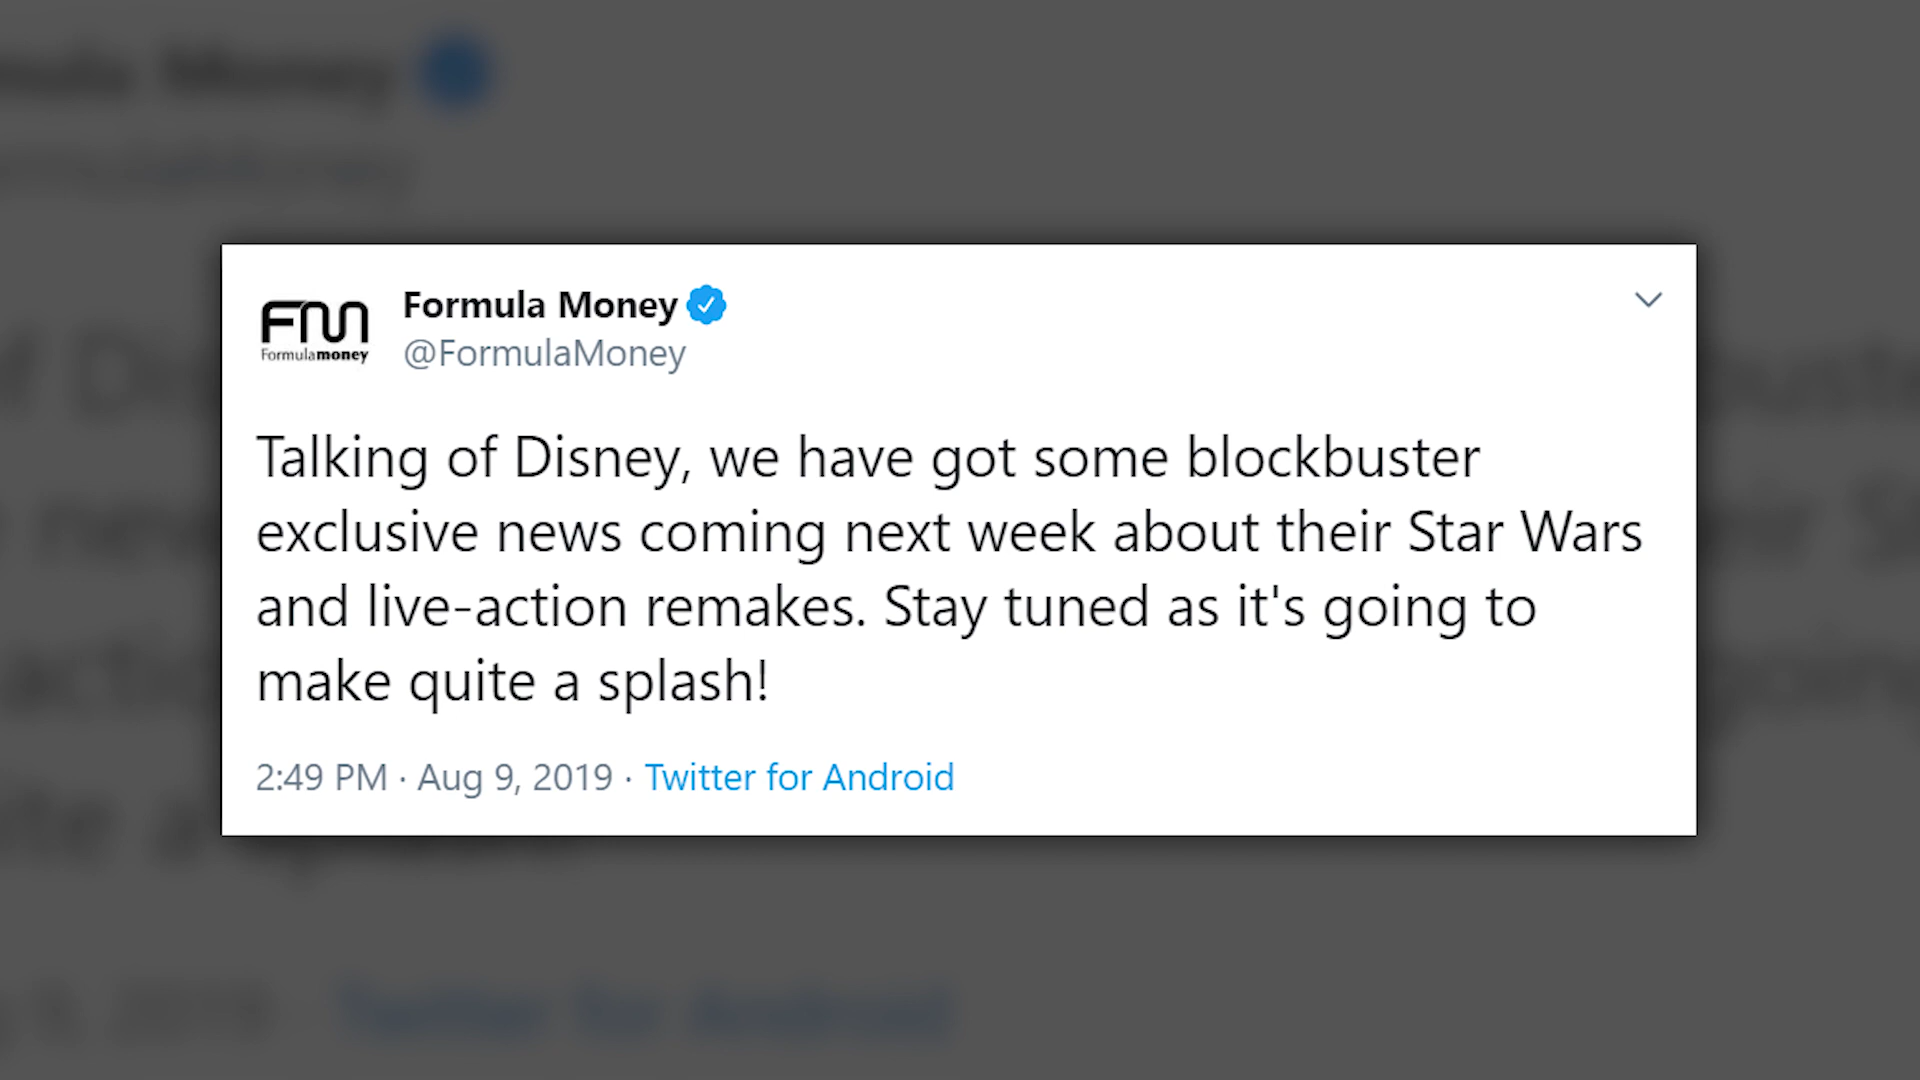 FM
Formulamoney
Formula Money
@FormulaMoney
Talking of Disney, we have got some blockbuster
exclusive news coming next week about their Star Wars
and live-action remakes. Stay tuned as it's going to
make quite a splash!
2:49 PM · Aug 9, 2019 · Twitter for Android